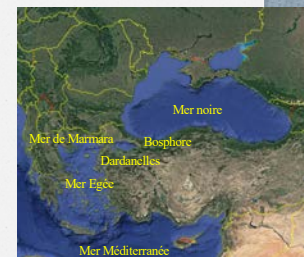 Mer noire
Mer de Marmara
Bosphore
Dardanelles
Mer Egée
Mer Méditerranée